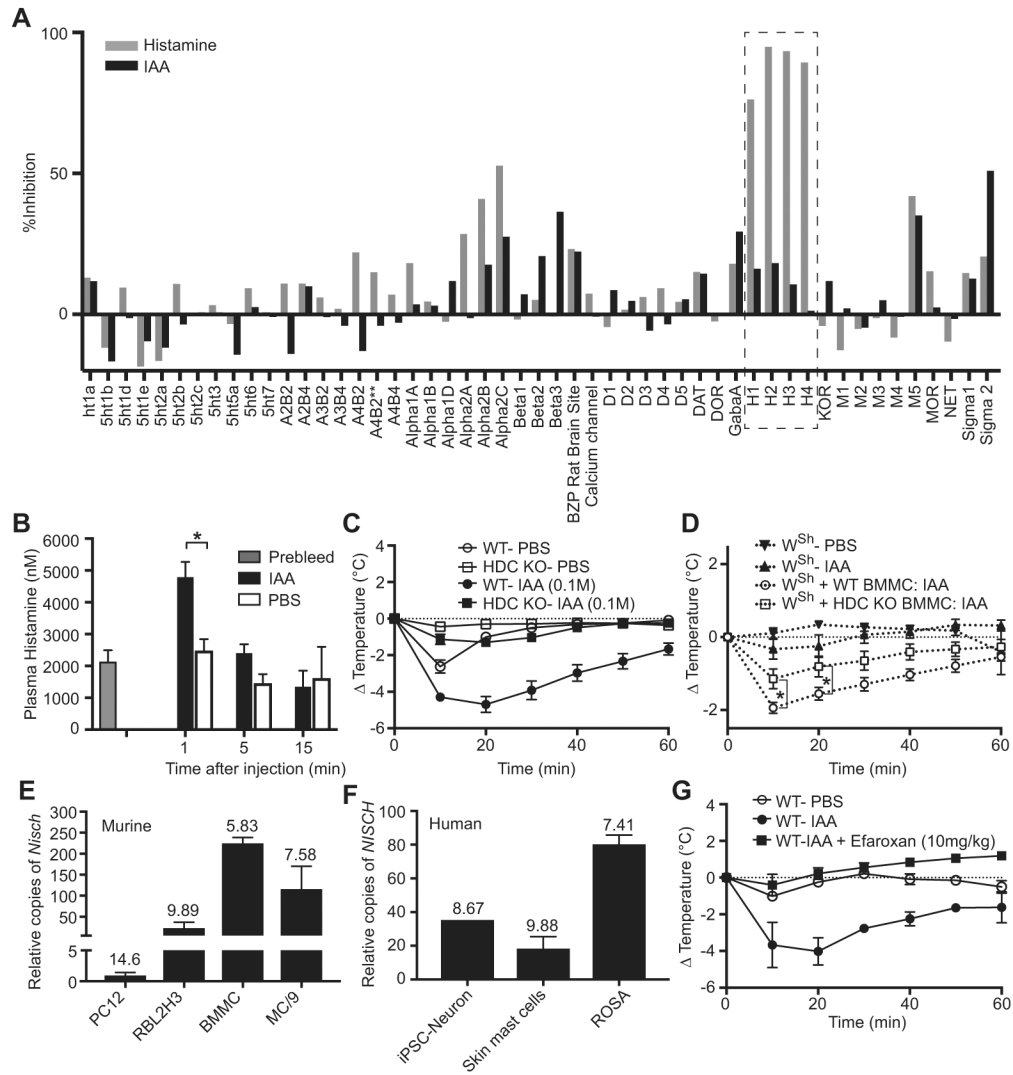 A
100
50
0
%Inhibition
Histamine
IAA
ht1a
5ht1b
5ht1d
5ht1e
5ht2a
5ht2b
5ht2c
5ht3
5ht5a
5ht6
5ht7
A2B2
A2B4
A3B2
A3B4
A4B2
A4B2**
A4B4
Alpha1A
Alpha1B
Alpha1D
Alpha2A
Alpha2B
Alpha2C
Beta1
Beta2
Beta3
BZP Rat Brain Site
Calcium channel
D1
D2
D3
D4
D5
DAT
DOR
GabaA
H1
H2
H3
H4
KOR
M1
M2
M3
M4
M5
MOR
NET
Sigma1
Sigma 2
B
Plasma Histamine (nM)
6000
5000
4000
3000
2000
1000
0
*
Prebleed
IAA
PBS
1
5
15
Time after injection (min)
C
Δ Temperature (°C)
4
2
0
-2
-4
-6
WT- PBS
HDC KO- PBS
WT- IAA (0.1M)
HDC KO- IAA (0.1M)
0
20
40
60
Time (min)
D
Δ Temperature (°C)
2
0
-2
WSh- PBS
WSh- IAA
WSh + WT BMMC: IAA
WSh + HDC KO BMMC: IAA
*
*
0
20
40
60
Time (min)
E
Relative copies of Nisch
300
250
200
150
100
50
5
0
Murine
14.6
9.89
5.83
7.58
PC12
RBL2H3
BMMC
MC/9
F
Relative copies of NISCH
100
80
60
40
20
0
Human
8.67
9.88
7.41
iPSC-Neuron
Skin mast cells
ROSA
G
Δ Temperature (°C)
4
2
0
-2
-4
-6
WT- PBS
WT- IAA
WT-IAA + Efaroxan (10mg/kg)
0
20
40
60
Time (min)